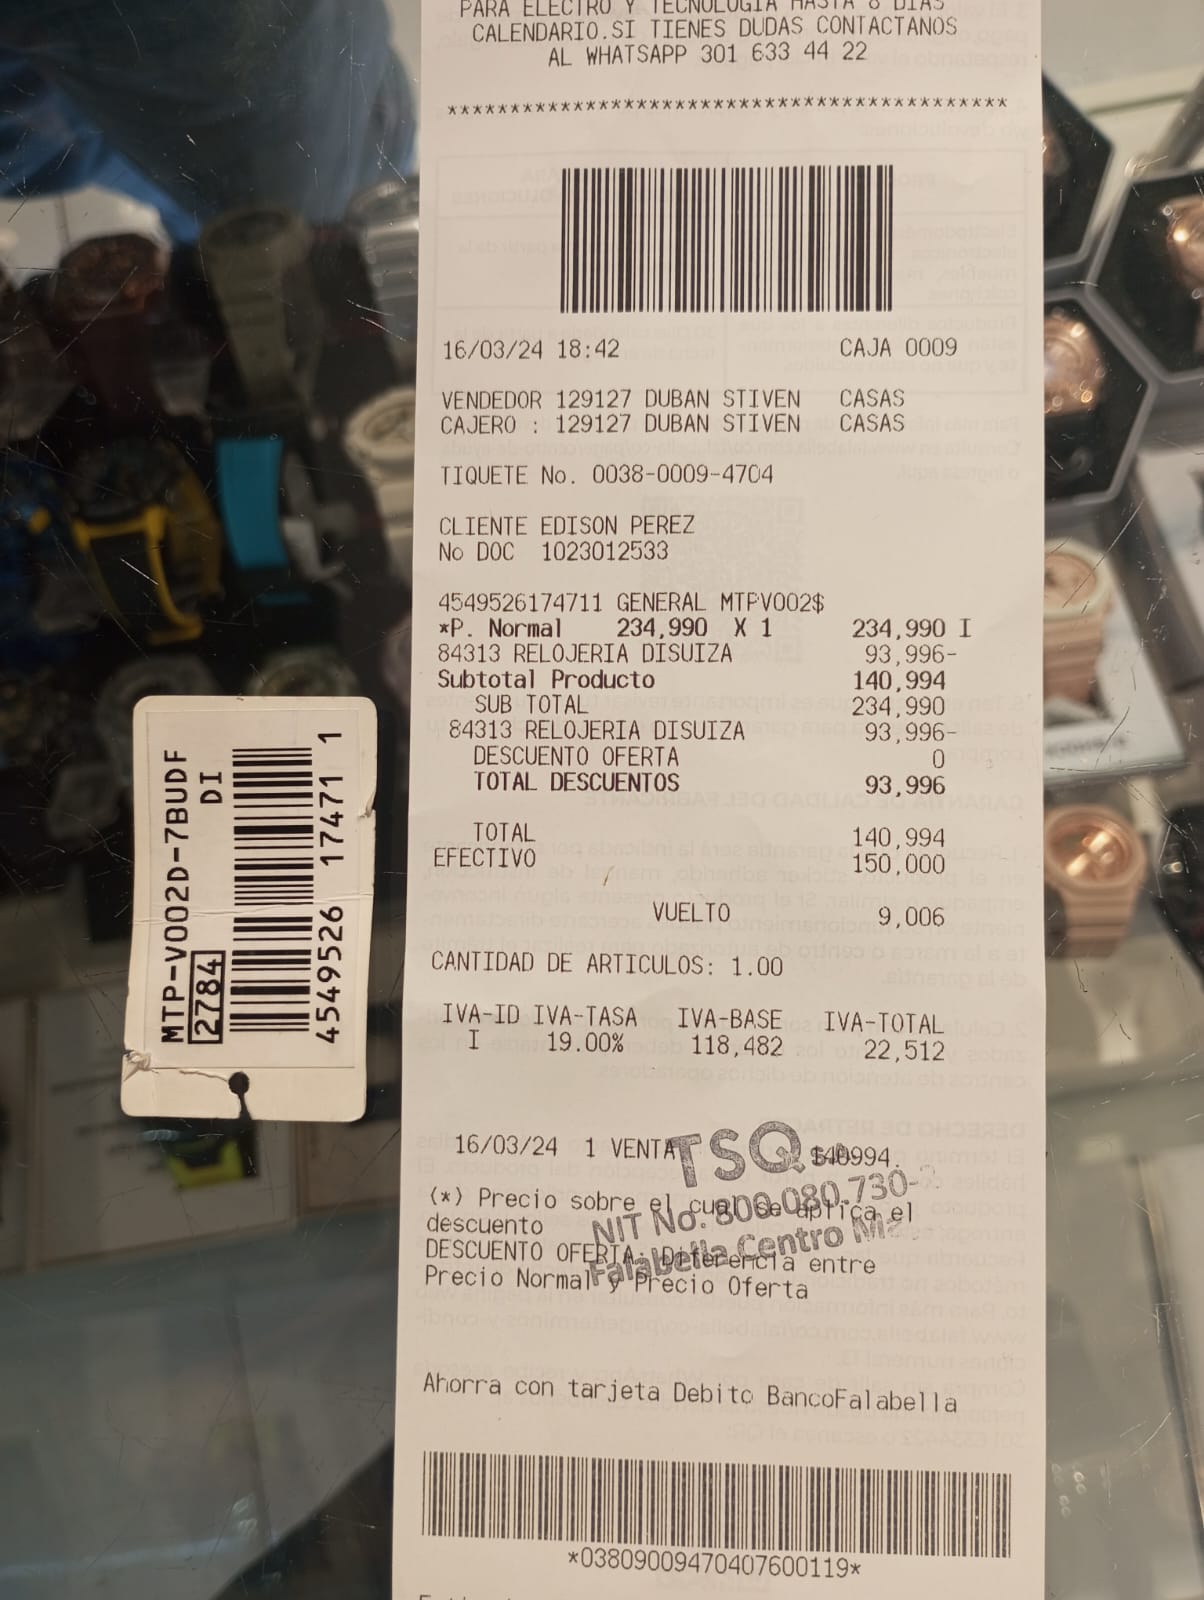 PARA ELECTRO Y TECNOLOGIA HASTA 8 DIAS
CALENDARIO.SI TIENES DUDAS CONTACTANOS
AL WHATSAPP 301 633 44 22
********************************************
16/03/24 18:42 CAJA 0009
VENDEDOR 129127 DUBAN STIVEN CASAS
CAJERO : 129127 DUBAN STIVEN CASAS
TIQUETE No. 0038-0009-4704
CLIENTE EDISON PEREZ
No DOC 1023012533
4549526174711 GENERAL MTPV002$
*P. Normal 234,990 X 1 234,990 I
84313 RELOJERIA DISUIZA 93,996-
Subtotal Producto 140,994
SUB TOTAL 234,990
84313 RELOJERIA DISUIZA 93,996-
DESCUENTO OFERTA 0
TOTAL DESCUENTOS 93,996
TOTAL 140,994
EFECTIVO 150,000
VUELTO 9,006
CANTIDAD DE ARTICULOS: 1.00
IVA-ID IVA-TASA IVA-BASE IVA-TOTAL
I 19.00% 118,482 22,512
16/03/24 1 VENTA $140994.
TSQ
(*) Precio sobre el cual se aplica el
descuento
NIT No. 800.080.730-
DESCUENTO OFERTA: Diferencia entre
Falabella Centro M
Precio Normal y Precio Oferta
Ahorra con tarjeta Debito BancoFalabella
*03809009470407600119*
MTP-V002D-7BUDF
DI
2784
4549526 17471 1